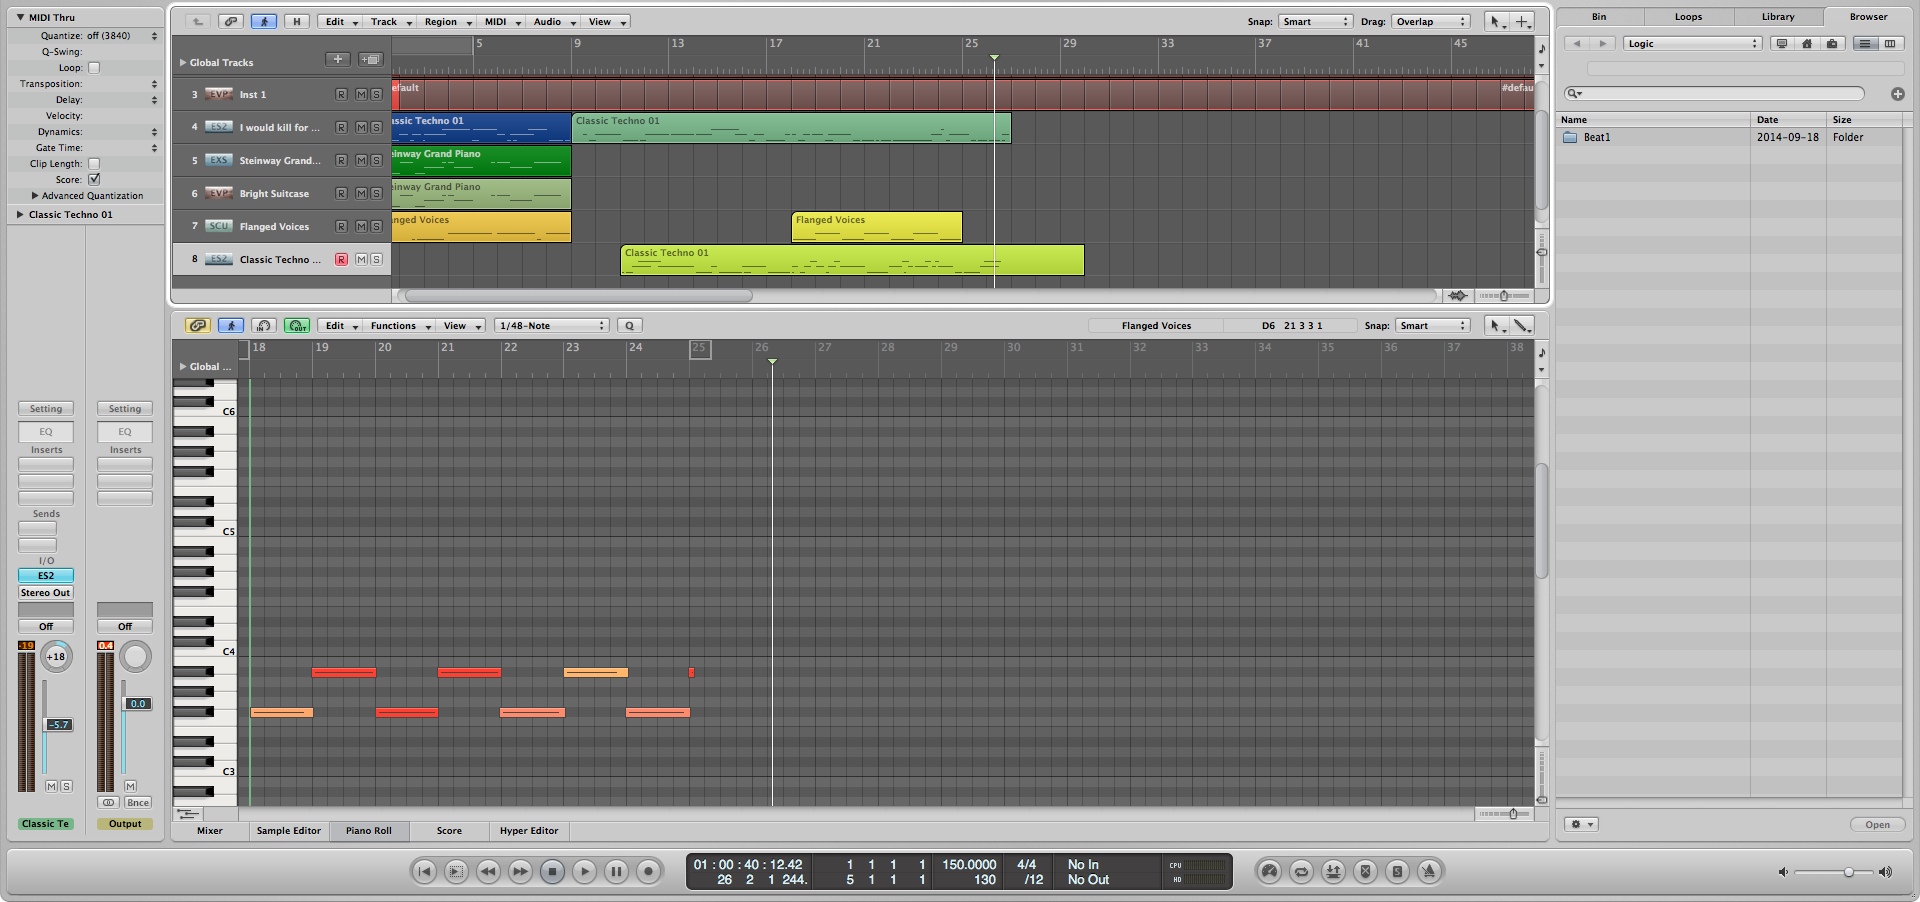 MIDI Thru
Quantize: off (3840)
Q-Swing:
Loop:
Transposition:
Delay:
Velocity:
Dynamics:
Gate Time:
Clip Length:
Score:
Advanced Quantization
Classic Techno 01
Setting Setting
EQ EQ
Inserts Inserts
Sends
I/O
ES2
Stereo Out
Off Off
-19 0.4
+18
0.0
-5.7
M S M
Bnce
Classic Te Output
H Edit Track Region MIDI Audio View Snap: Smart Drag: Overlap
5 9 13 17 21 25 29 33 37 41 45
Global Tracks
3 EVP Inst 1 R M S efault #defau
4 ES2 I would kill for ... R M S ssic Techno 01 Classic Techno 01
5 EXS Steinway Grand... R M S einway Grand Piano
6 EVP Bright Suitcase R M S einway Grand Piano
7 SCU Flanged Voices R M S nged Voices Flanged Voices
8 ES2 Classic Techno ... R M S Classic Techno 01
IN OUT Edit Functions View 1/48-Note Q Flanged Voices D6 21 3 3 1 Snap: Smart
18 19 20 21 22 23 24 25 26 27 28 29 30 31 32 33 34 35 36 37 38
Global ...
C6
C5
C4
C3
Mixer Sample Editor Piano Roll Score Hyper Editor
Bin Loops Library Browser
Logic
Name Date Size
Beat1 2014-09-18 Folder
Open
01 : 00 : 40 : 12.42 1 1 1 1 150.0000 4/4 No In CPU
26 2 1 244. 5 1 1 1 130 /12 No Out HD